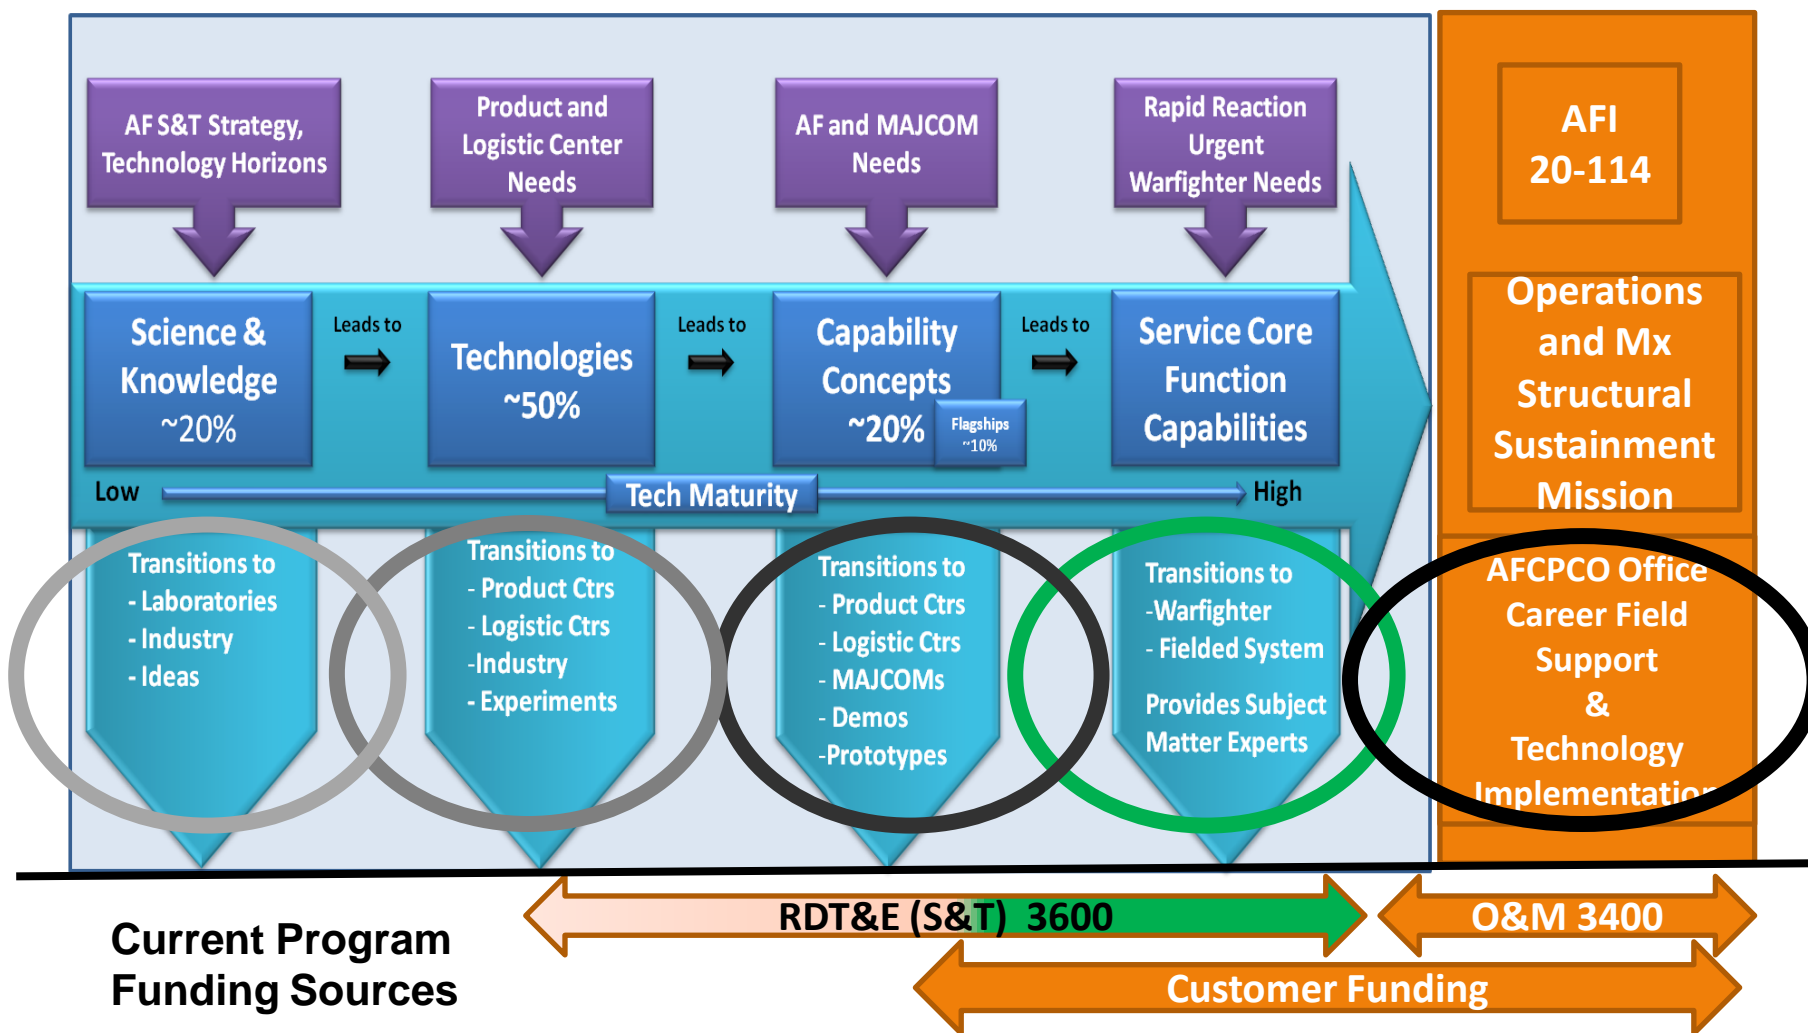 AF S&T Strategy,
Technology Horizons
Product and
Logistic Center
Needs
AF and MAJCOM
Needs
Rapid Reaction
Urgent
Warfighter Needs
AFI
20-114
Science &
Knowledge
~20%
Leads to
Technologies
~50%
Leads to
Capability
Concepts
~20%
Flagships
~10%
Leads to
Service Core
Function
Capabilities
Operations
and Mx
Structural
Sustainment
Mission
Low
Tech Maturity
High
Transitions to
- Laboratories
- Industry
- Ideas
Transitions to
- Product Ctrs
- Logistic Ctrs
-Industry
- Experiments
Transitions to
- Product Ctrs
- Logistic Ctrs
- MAJCOMs
- Demos
-Prototypes
Transitions to
-Warfighter
- Fielded System
Provides Subject
Matter Experts
AFCPCO Office
Career Field
Support
&
Technology
Implementation
Current Program
Funding Sources
RDT&E (S&T) 3600
O&M 3400
Customer Funding